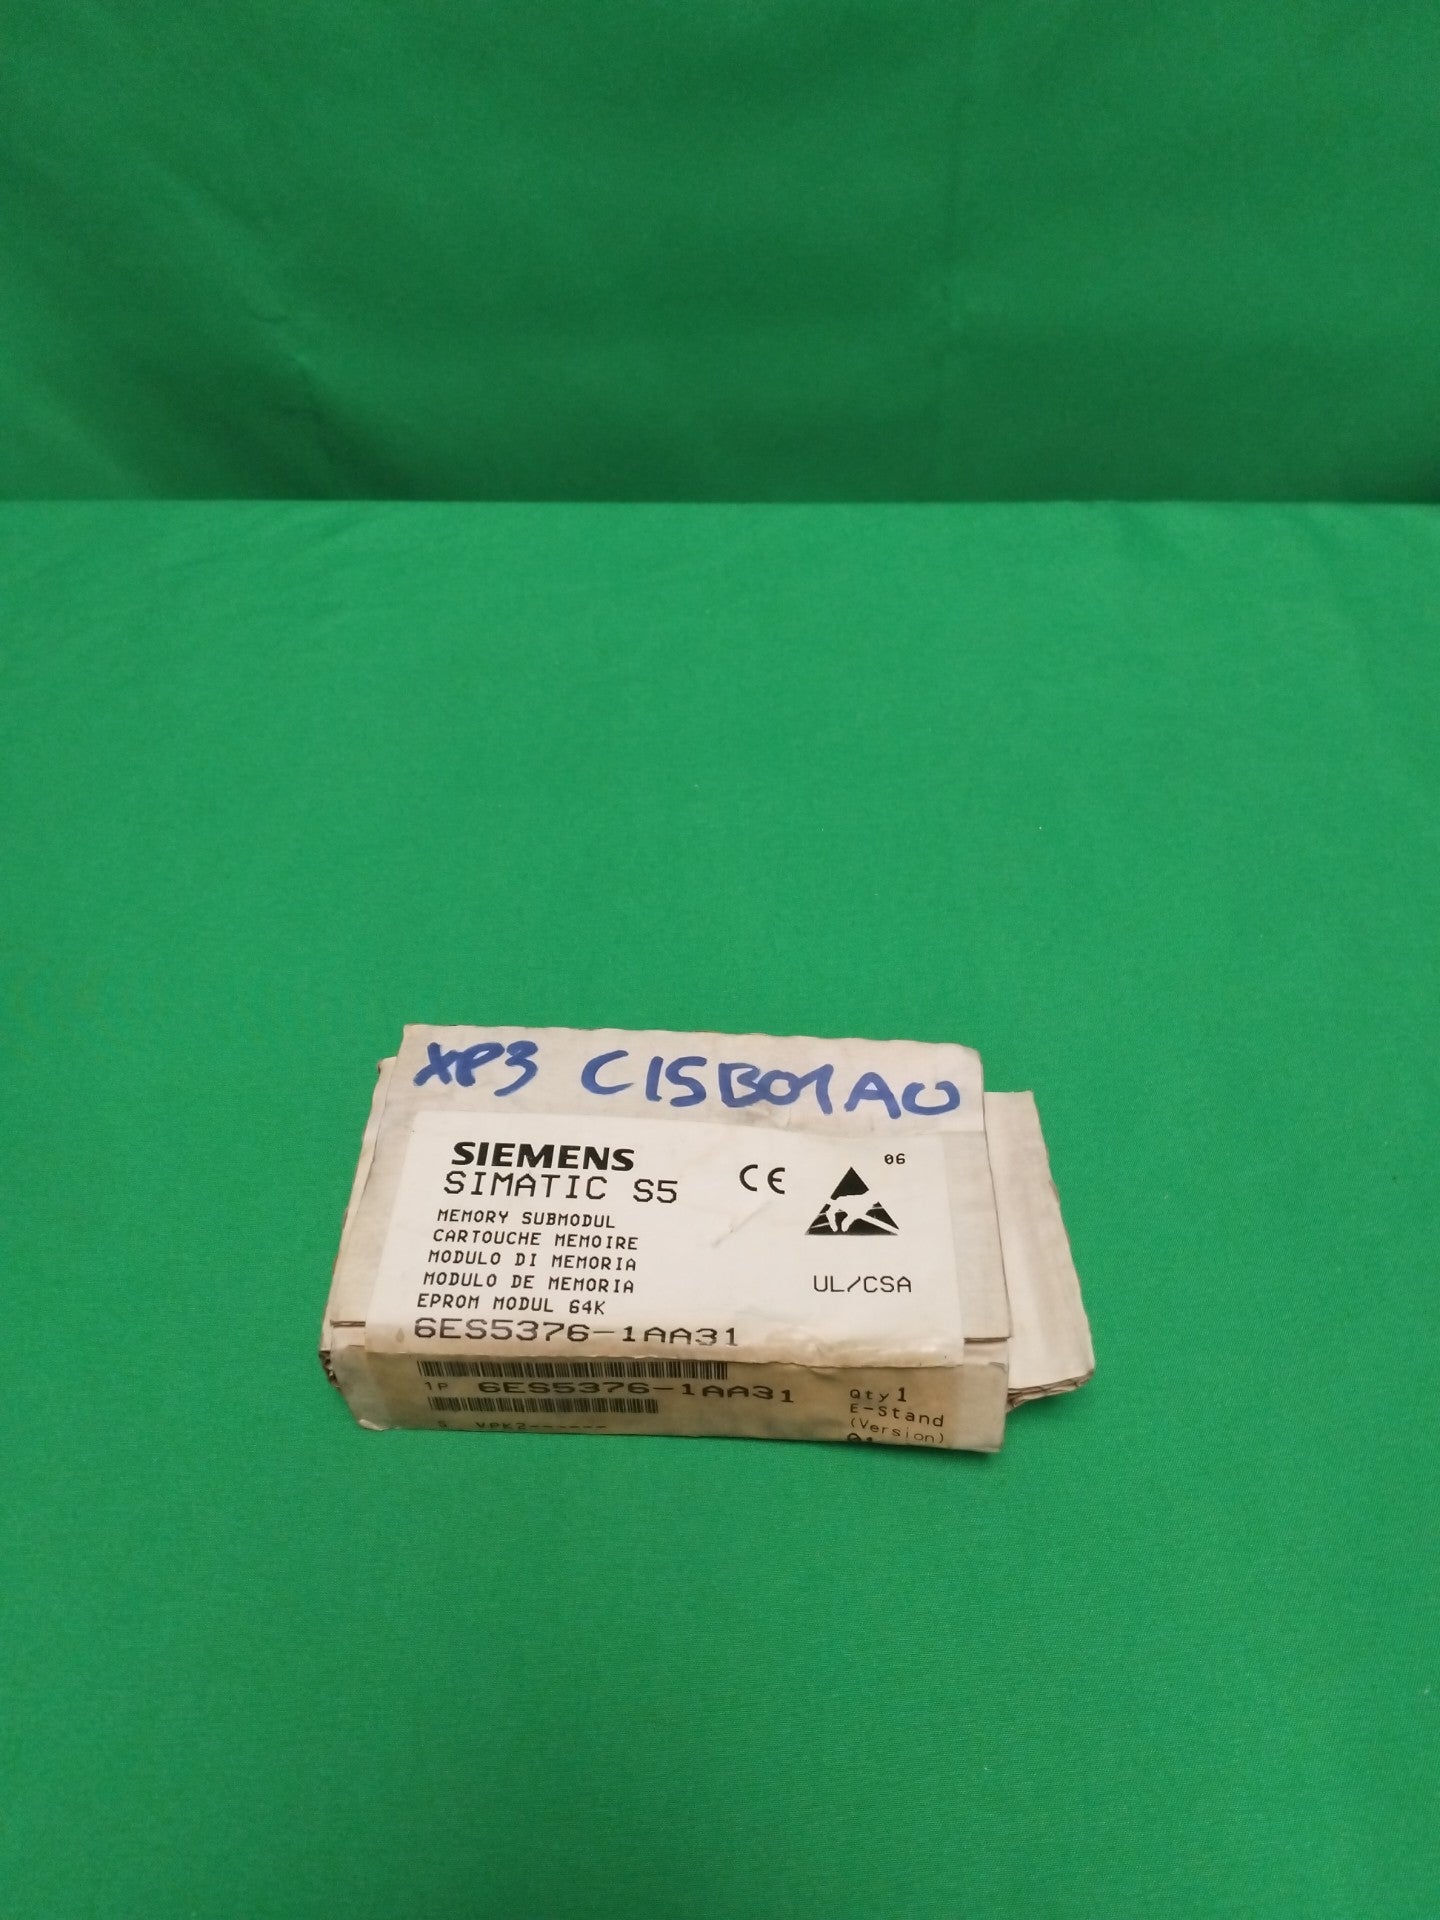 XP3 C15B01A0
SIEMENS
SIMATIC S5
06
MEMORY SUBMODUL
CARTOUCHE MEMOIRE
MODULO DI MEMORIA
MODULO DE MEMORIA
EPROM MODUL 64K
UL/CSA
6ES5376-1AA31
1P 6ES5376-1AA31
Qty 1
E-Stand
(Version)
S VPK2------